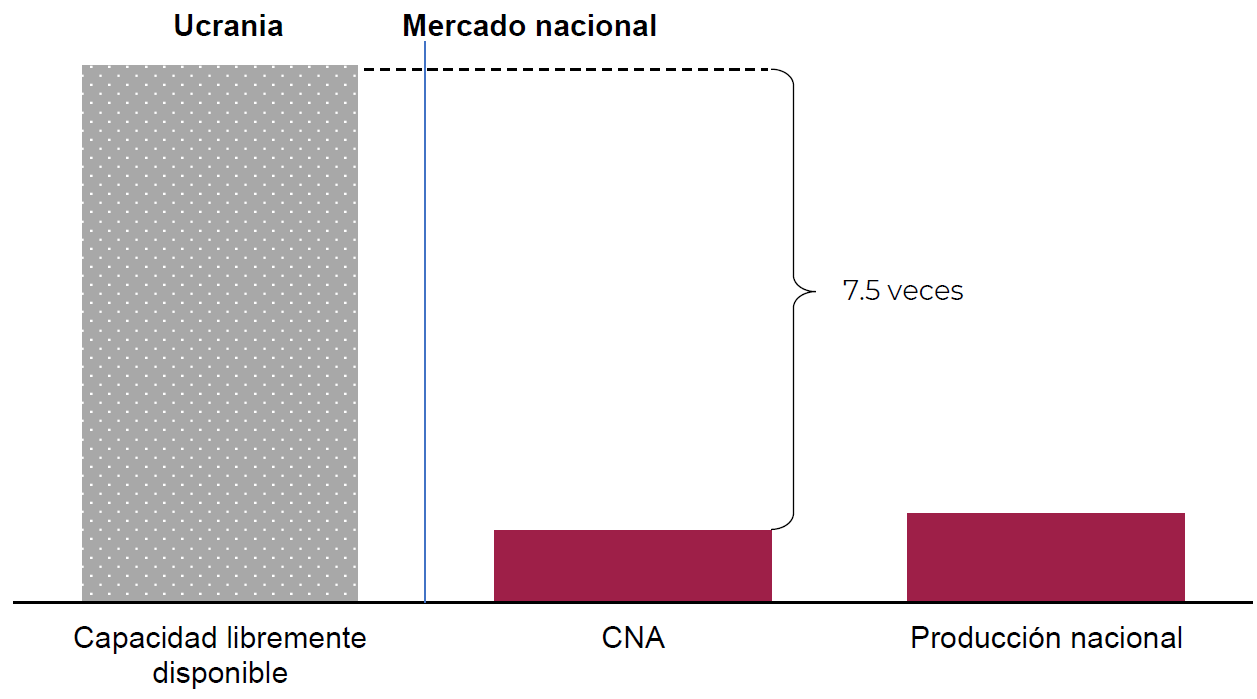 Ucrania
Mercado nacional
7.5 veces
Capacidad libremente
disponible
CNA
Producción nacional